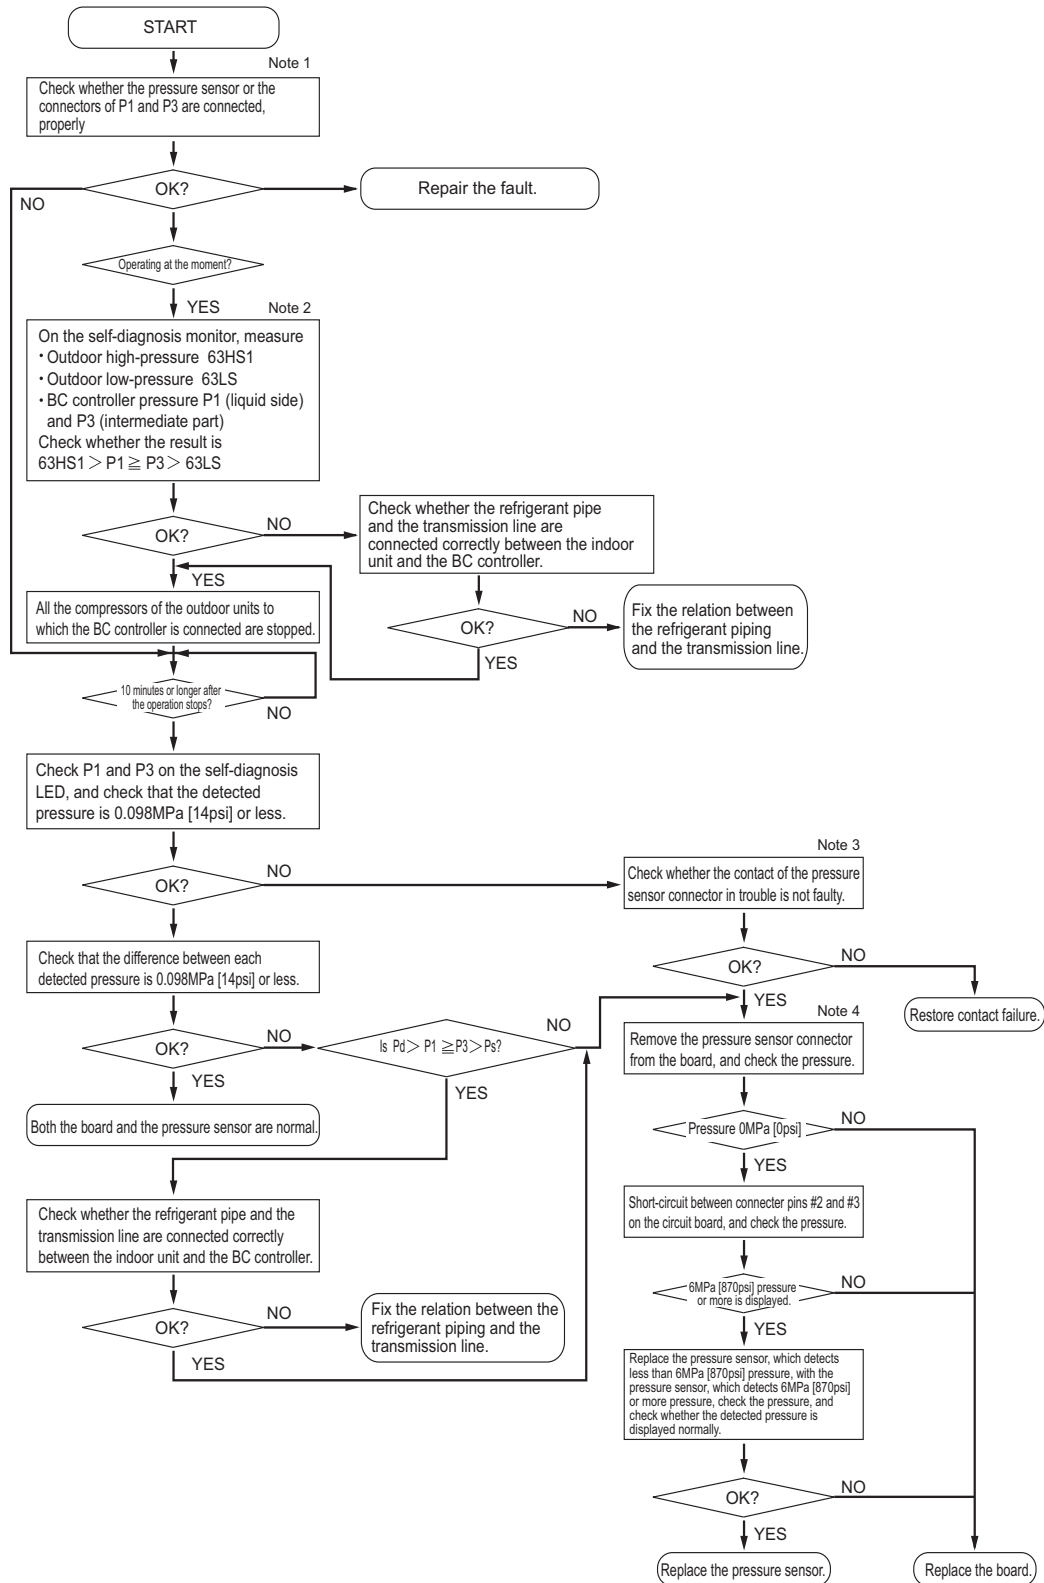 START
Note 1
Check whether the pressure sensor or the
connectors of P1 and P3 are connected,
properly
OK?
Repair the fault.
NO
Operating at the moment?
YES
Note 2
On the self-diagnosis monitor, measure
・Outdoor high-pressure 63HS1
・Outdoor low-pressure 63LS
・BC controller pressure P1 (liquid side)
and P3 (intermediate part)
Check whether the result is
63HS1＞P1≧P3＞63LS
OK?
NO
Check whether the refrigerant pipe
and the transmission line are
connected correctly between the indoor
unit and the BC controller.
YES
All the compressors of the outdoor units to
which the BC controller is connected are stopped.
OK?
NO
Fix the relation between
the refrigerant piping
and the transmission line.
YES
10 minutes or longer after
the operation stops?
NO
Check P1 and P3 on the self-diagnosis
LED, and check that the detected
pressure is 0.098MPa [14psi] or less.
OK?
NO
Note 3
Check whether the contact of the pressure
sensor connector in trouble is not faulty.
Check that the difference between each
detected pressure is 0.098MPa [14psi] or less.
OK?
NO
Restore contact failure.
YES
OK?
NO
Is Pd＞P1≧P3＞Ps?
NO
YES
YES
Both the board and the pressure sensor are normal.
Note 4
Remove the pressure sensor connector
from the board, and check the pressure.
Pressure 0MPa [0psi]
NO
YES
Check whether the refrigerant pipe and the
transmission line are connected correctly
between the indoor unit and the BC controller.
Short-circuit between connecter pins #2 and #3
on the circuit board, and check the pressure.
6MPa [870psi] pressure
or more is displayed.
NO
YES
OK?
NO
Fix the relation between the
refrigerant piping and the
transmission line.
YES
Replace the pressure sensor, which detects
less than 6MPa [870psi] pressure, with the
pressure sensor, which detects 6MPa [870psi]
or more pressure, check the pressure, and
check whether the detected pressure is
displayed normally.
OK?
NO
YES
Replace the pressure sensor.
Replace the board.